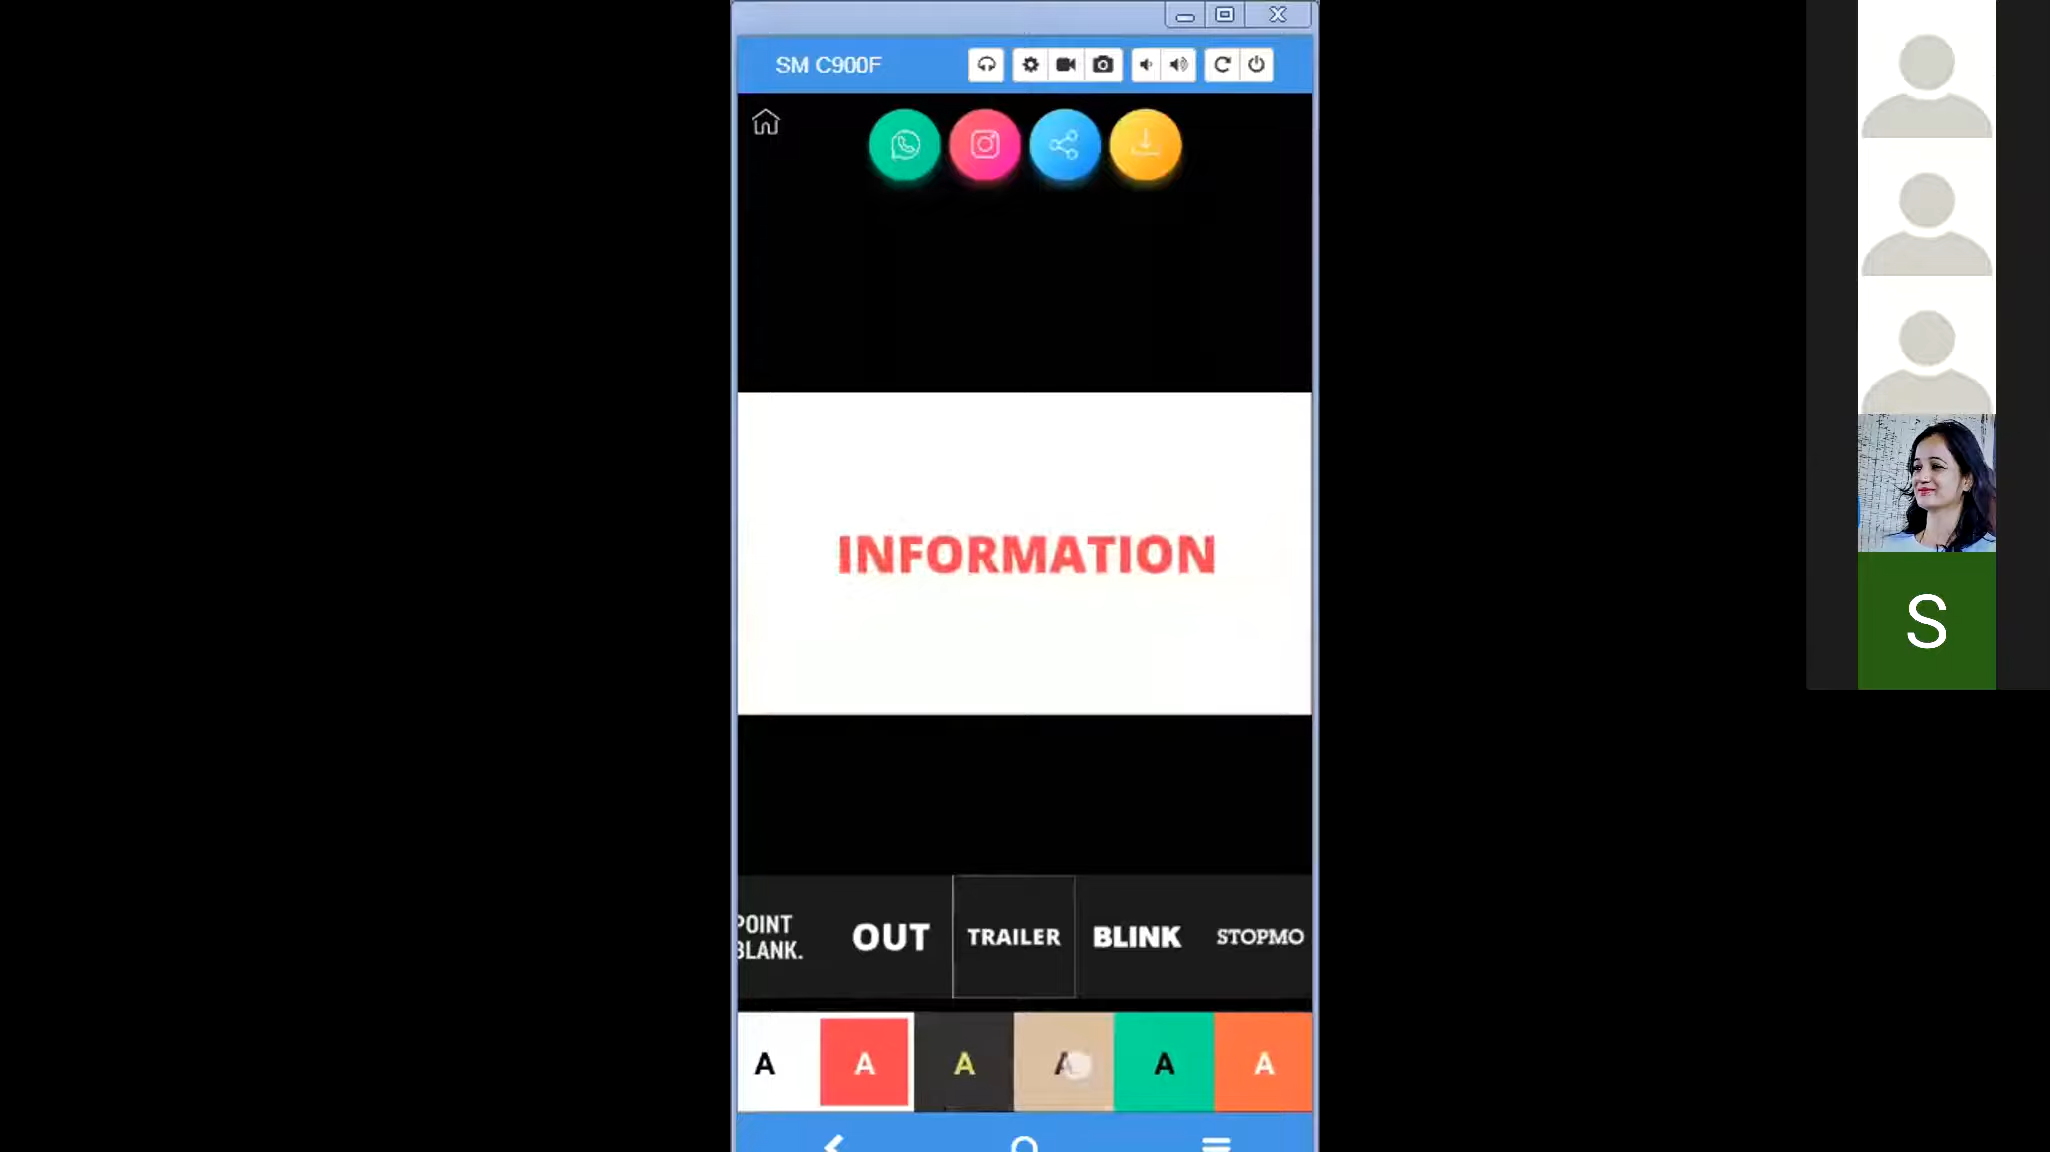 SM C900F
INFORMATION
POINT
BLANK.
OUT
TRAILER
BLINK
STOPMO
A
A
A
A
A
A
S